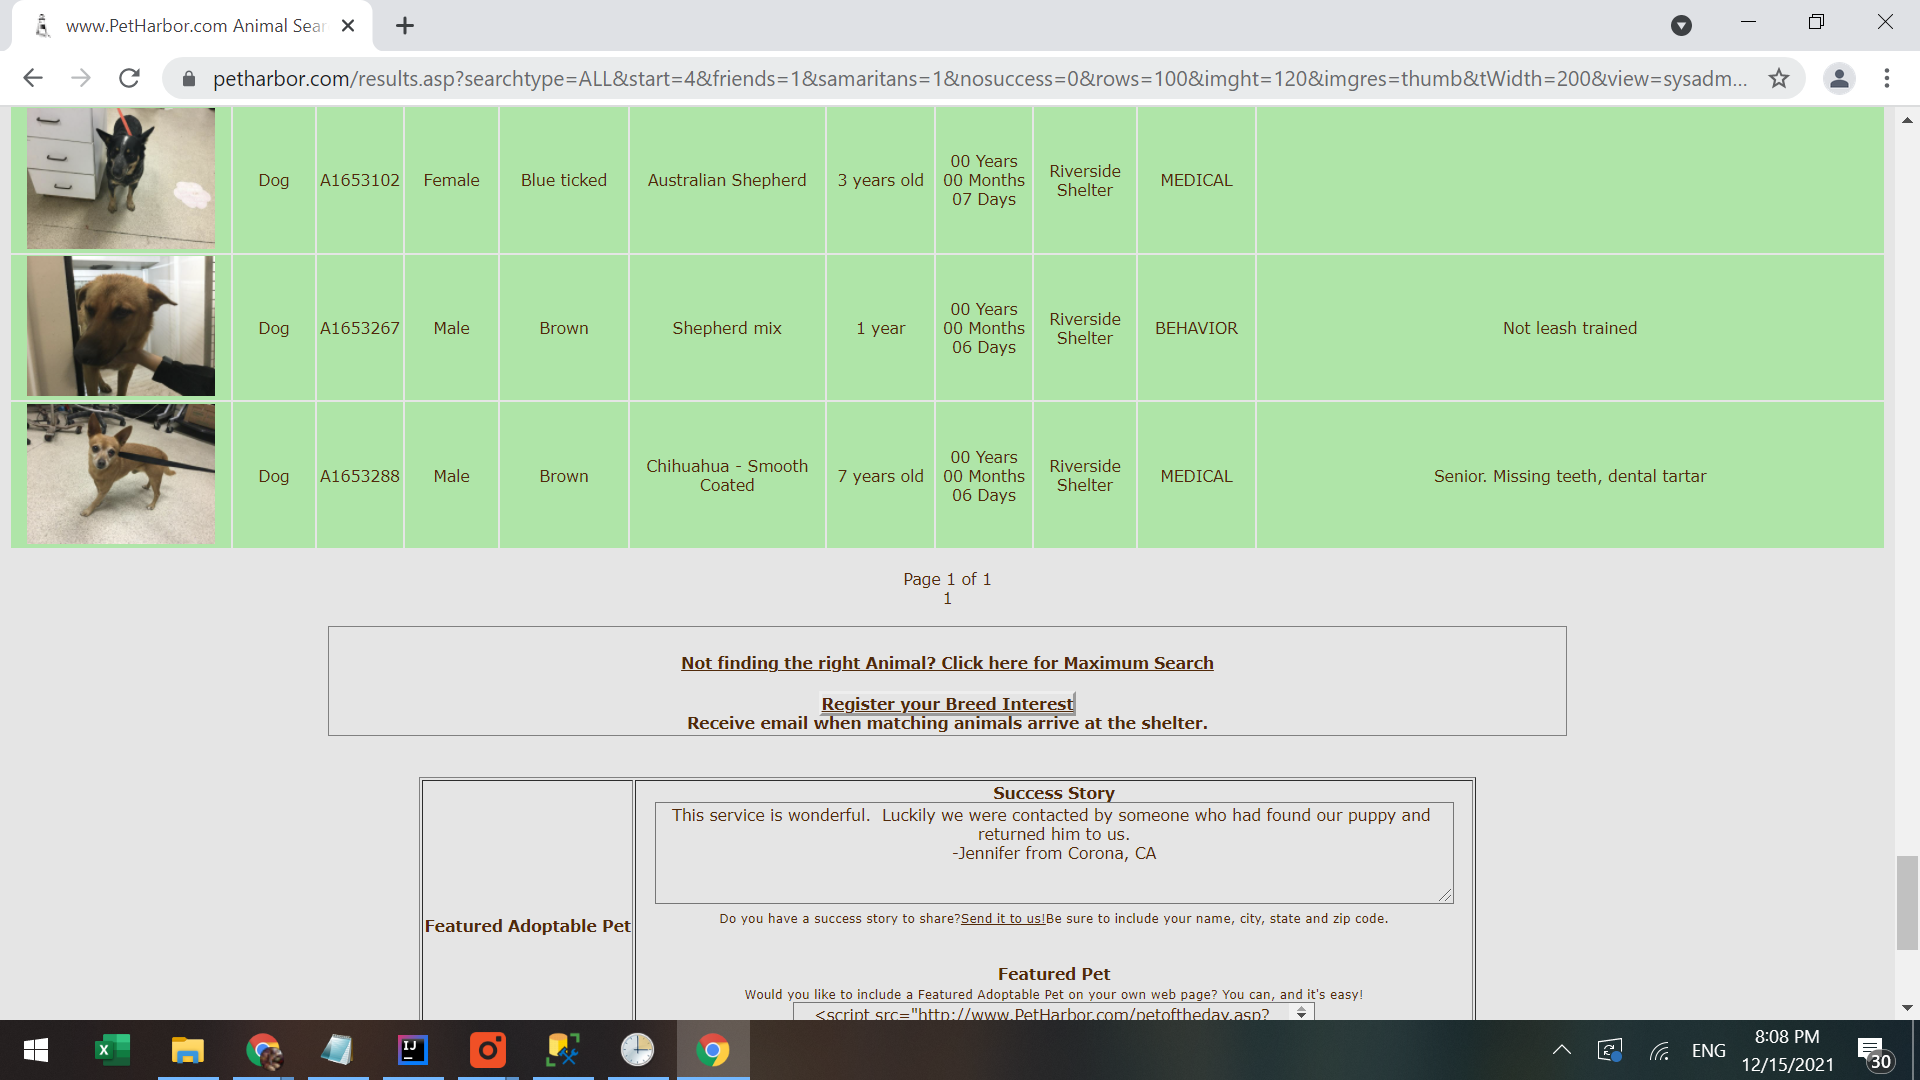 www.PetHarbor.com Animal Sear
petharbor.com/results.asp?searchtype=ALL&start=4&friends=1&samaritans=1&nosuccess=0&rows=100&imght=120&imgres=thumb&tWidth=200&view=sysadm...
Dog A1653102 Female Blue ticked Australian Shepherd 3 years old 00 Years 00 Months 07 Days Riverside Shelter MEDICAL
Dog A1653267 Male Brown Shepherd mix 1 year 00 Years 00 Months 06 Days Riverside Shelter BEHAVIOR Not leash trained
Dog A1653288 Male Brown Chihuahua - Smooth Coated 7 years old 00 Years 00 Months 06 Days Riverside Shelter MEDICAL Senior. Missing teeth, dental tartar
Page 1 of 1
1
Not finding the right Animal? Click here for Maximum Search
Register your Breed Interest
Receive email when matching animals arrive at the shelter.
Featured Adoptable Pet
Success Story
This service is wonderful.  Luckily we were contacted by someone who had found our puppy and
returned him to us.
-Jennifer from Corona, CA
Do you have a success story to share?Send it to us!Be sure to include your name, city, state and zip code.
Featured Pet
Would you like to include a Featured Adoptable Pet on your own web page? You can, and it's easy!
<script src="http://www.PetHarbor.com/petoftheday.asp?
IJ
ENG
8:08 PM
12/15/2021
30